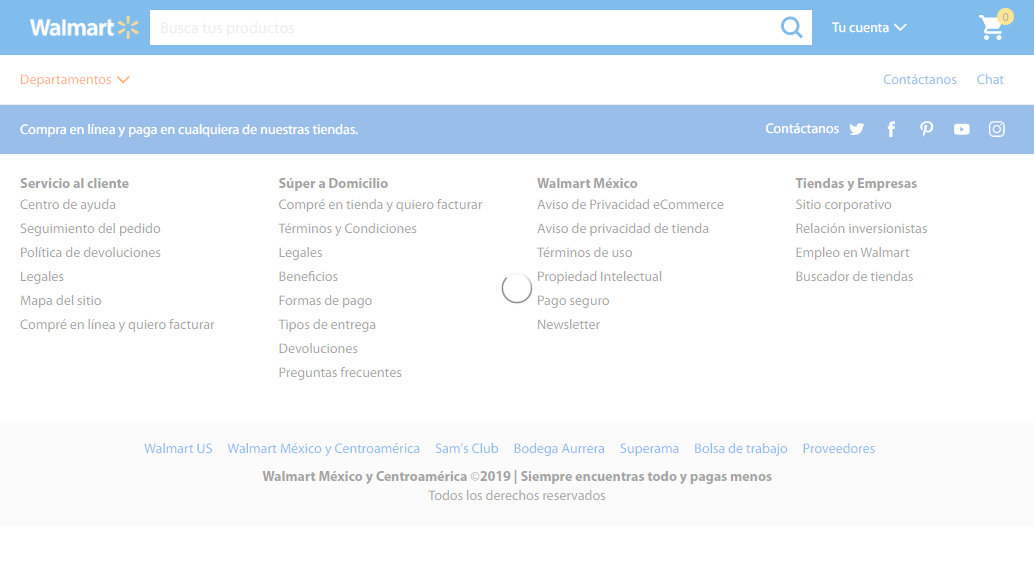 Walmart
Busca tus productos
Tu cuenta
0
Departamentos
Contáctanos
Chat
Compra en línea y paga en cualquiera de nuestras tiendas.
Contáctanos
Servicio al cliente
Centro de ayuda
Seguimiento del pedido
Política de devoluciones
Legales
Mapa del sitio
Compré en línea y quiero facturar
Súper a Domicilio
Compré en tienda y quiero facturar
Términos y Condiciones
Legales
Beneficios
Formas de pago
Tipos de entrega
Devoluciones
Preguntas frecuentes
Walmart México
Aviso de Privacidad eCommerce
Aviso de privacidad de tienda
Términos de uso
Propiedad Intelectual
Pago seguro
Newsletter
Tiendas y Empresas
Sitio corporativo
Relación inversionistas
Empleo en Walmart
Buscador de tiendas
Walmart US Walmart México y Centroamérica Sam's Club Bodega Aurrera Superama Bolsa de trabajo Proveedores
Walmart México y Centroamérica ©2019 | Siempre encuentras todo y pagas menos
Todos los derechos reservados